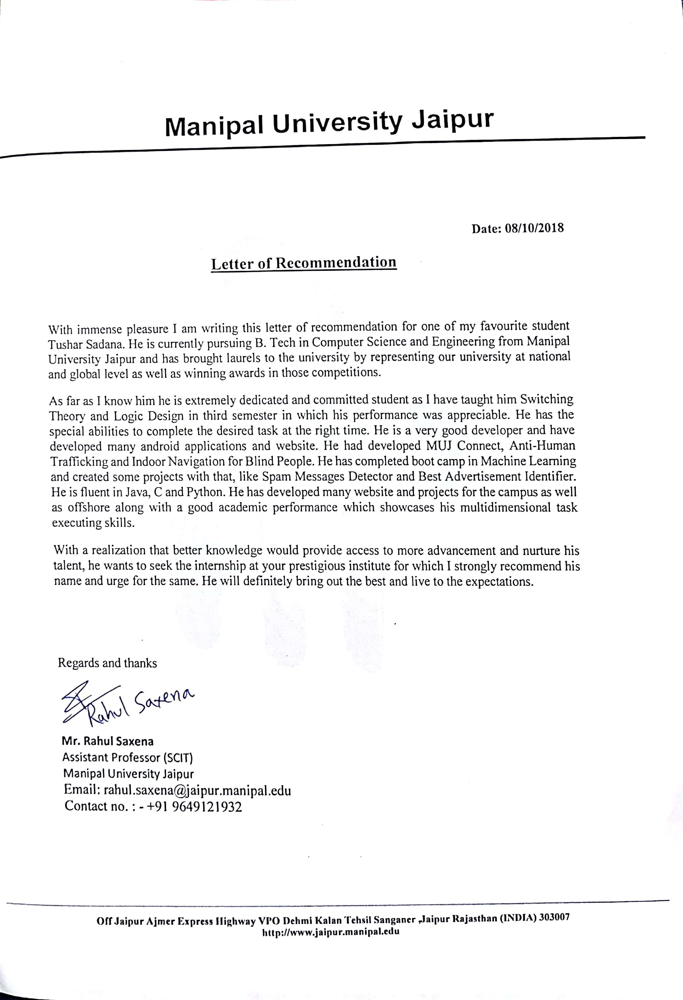 Manipal University Jaipur
Date: 08/10/2018
Letter of Recommendation
With immense pleasure I am writing this letter of recommendation for one of my favourite student
Tushar Sadana. He is currently pursuing B. Tech in Computer Science and Engineering from Manipal
University Jaipur and has brought laurels to the university by representing our university at national
and global level as well as winning awards in those competitions.
As far as I know him he is extremely dedicated and committed student as I have taught him Switching
Theory and Logic Design in third semester in which his performance was appreciable. He has the
special abilities to complete the desired task at the right time. He is a very good developer and have
developed many android applications and website. He had developed MUJ Connect, Anti-Human
Trafficking and Indoor Navigation for Blind People. He has completed boot camp in Machine Learning
and created some projects with that, like Spam Messages Detector and Best Advertisement Identifier.
He is fluent in Java, C and Python. He has developed many website and projects for the campus as well
as offshore along with a good academic performance which showcases his multidimensional task
executing skills.
With a realization that better knowledge would provide access to more advancement and nurture his
talent, he wants to seek the internship at your prestigious institute for which I strongly recommend his
name and urge for the same. He will definitely bring out the best and live to the expectations.
Regards and thanks
Rahul Saxena
Mr. Rahul Saxena
Assistant Professor (SCIT)
Manipal University Jaipur
Email: rahul.saxena@jaipur.manipal.edu
Contact no. : - +91 9649121932
Off Jaipur Ajmer Express Highway VPO Dehmi Kalan Tehsil Sanganer ,Jaipur Rajasthan (INDIA) 303007
http://www.jaipur.manipal.edu